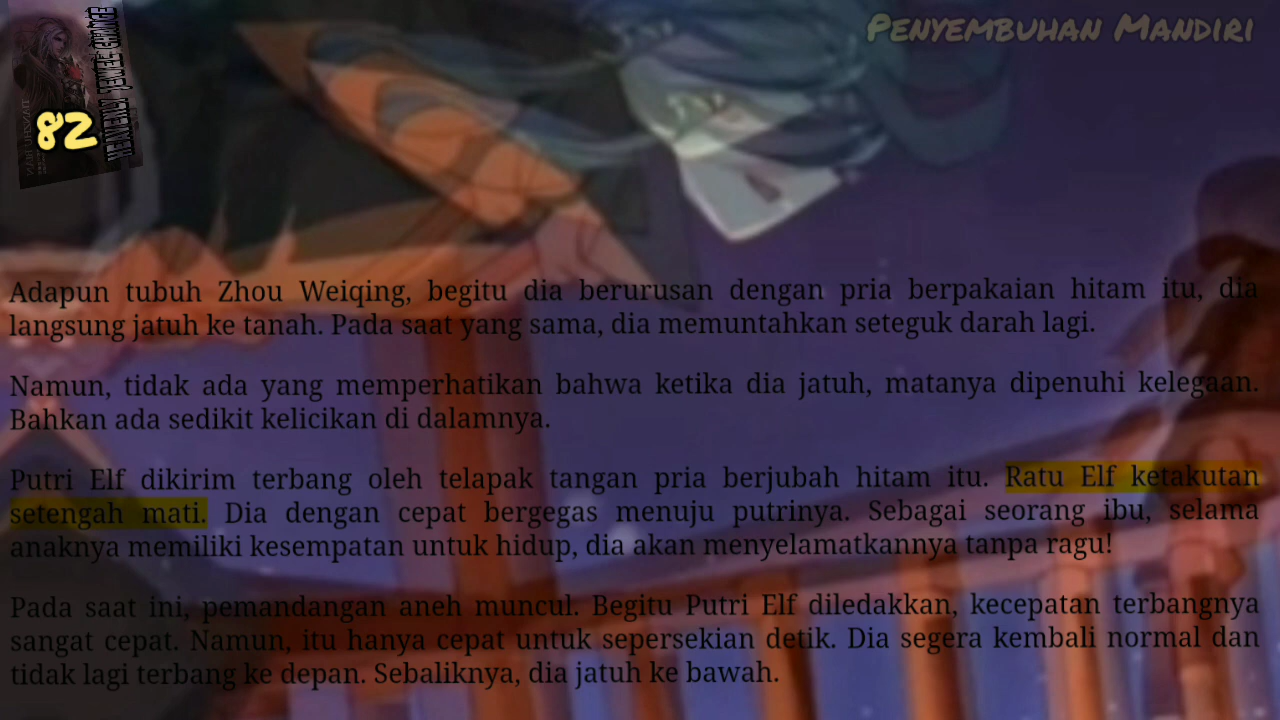 HEAVENLY JEWEL CHANGE
82
Penyembuhan Mandiri
Adapun tubuh Zhou Weiqing, begitu dia berurusan dengan pria berpakaian hitam itu, dia
langsung jatuh ke tanah. Pada saat yang sama, dia memuntahkan seteguk darah lagi.
Namun, tidak ada yang memperhatikan bahwa ketika dia jatuh, matanya dipenuhi kelegaan.
Bahkan ada sedikit kelicikan di dalamnya.
Putri Elf dikirim terbang oleh telapak tangan pria berjubah hitam itu. Ratu Elf ketakutan
setengah mati. Dia dengan cepat bergegas menuju putrinya. Sebagai seorang ibu, selama
anaknya memiliki kesempatan untuk hidup, dia akan menyelamatkannya tanpa ragu!
Pada saat ini, pemandangan aneh muncul. Begitu Putri Elf diledakkan, kecepatan terbangnya
sangat cepat. Namun, itu hanya cepat untuk sepersekian detik. Dia segera kembali normal dan
tidak lagi terbang ke depan. Sebaliknya, dia jatuh ke bawah.